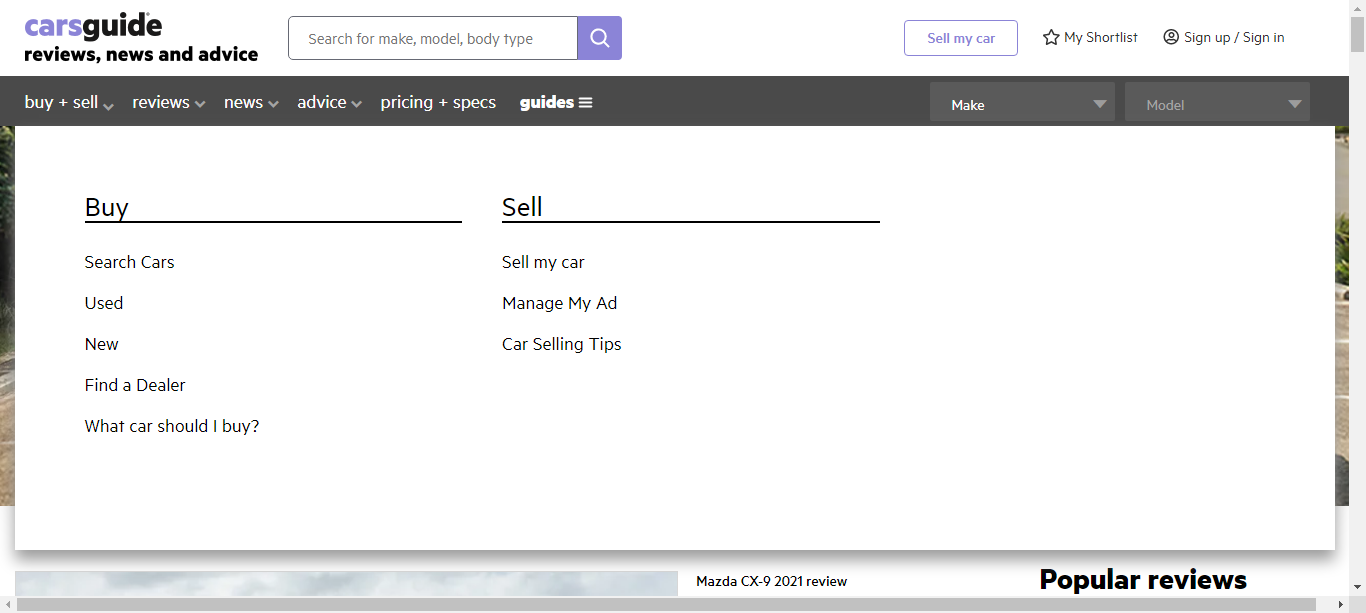 carsguide
reviews, news and advice
Search for make, model, body type
Sell my car
My Shortlist
Sign up / Sign in
buy + sell
reviews
news
advice
pricing + specs
guides
Make
Model
Buy
Search Cars
Used
New
Find a Dealer
What car should I buy?
Sell
Sell my car
Manage My Ad
Car Selling Tips
Mazda CX-9 2021 review
Popular reviews